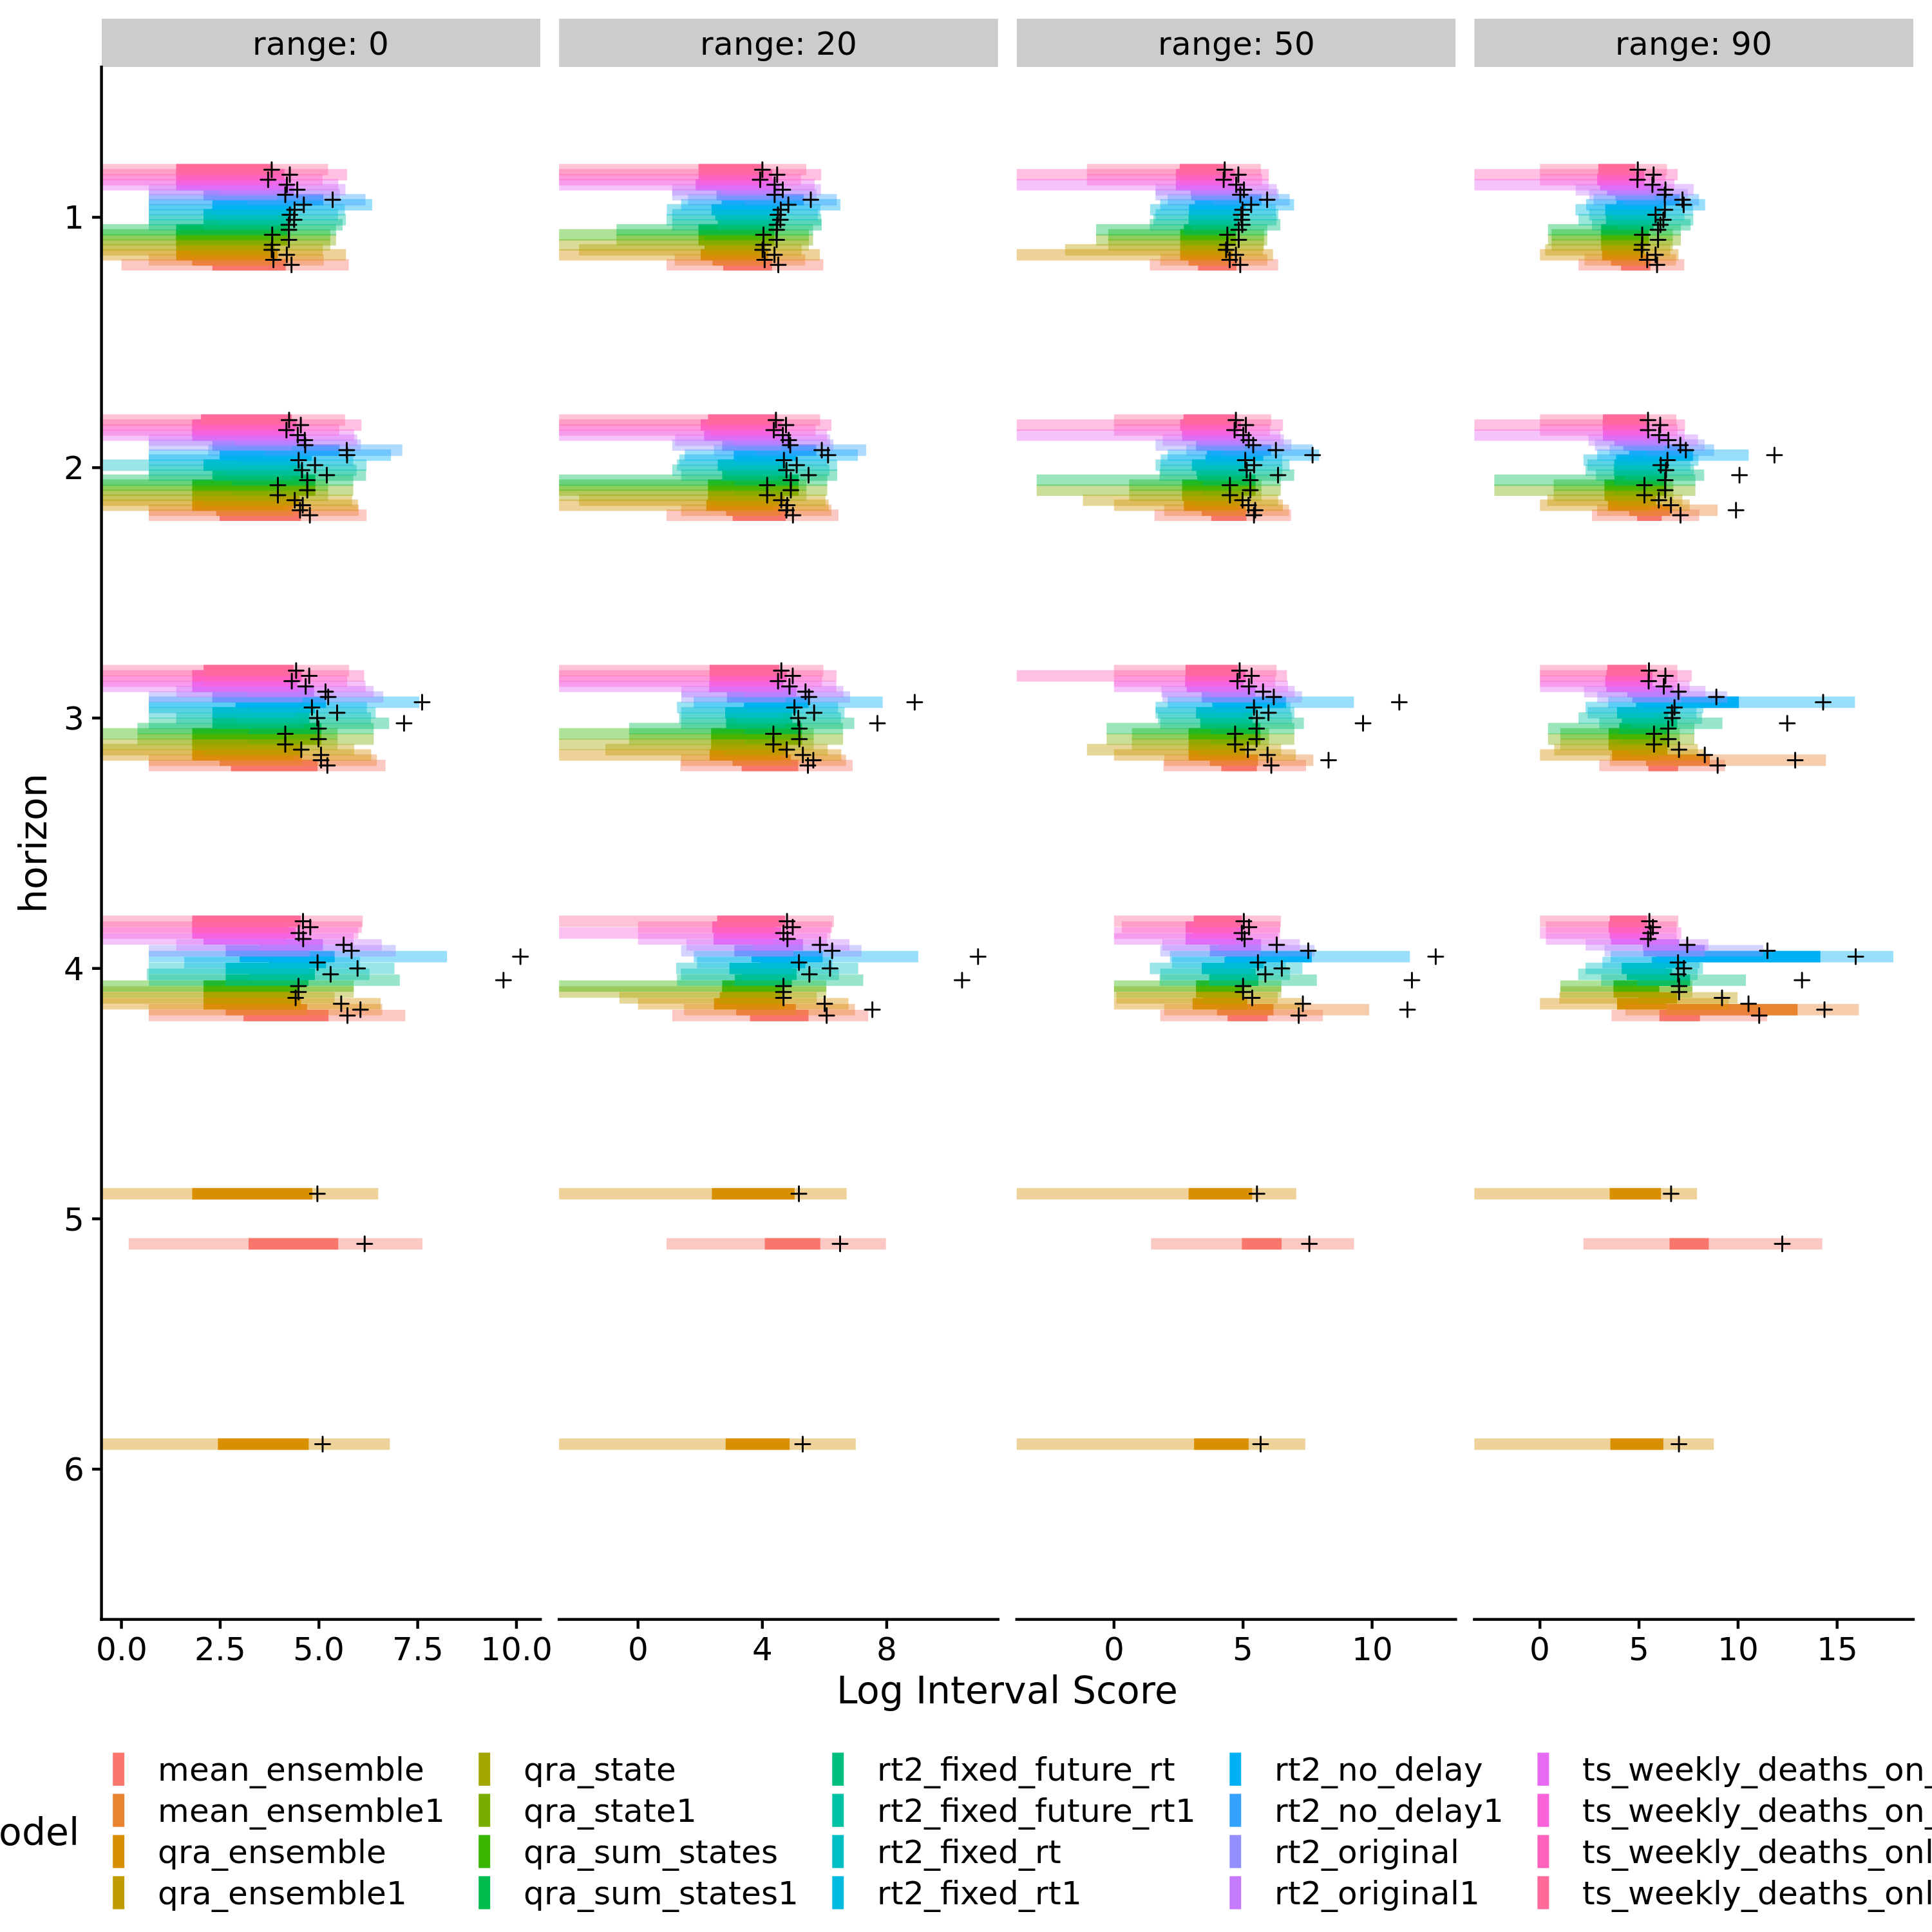 range: 0 range: 20 range: 50 range: 90
horizon
1
2
3
4
5
6
0.0 2.5 5.0 7.5 10.0 0 4 8 0 5 10 0 5 10 15
Log Interval Score
odel
mean_ensemble qra_state rt2_fixed_future_rt rt2_no_delay ts_weekly_deaths_on_
mean_ensemble1 qra_state1 rt2_fixed_future_rt1 rt2_no_delay1 ts_weekly_deaths_on_
qra_ensemble qra_sum_states rt2_fixed_rt rt2_original ts_weekly_deaths_onl
qra_ensemble1 qra_sum_states1 rt2_fixed_rt1 rt2_original1 ts_weekly_deaths_onl